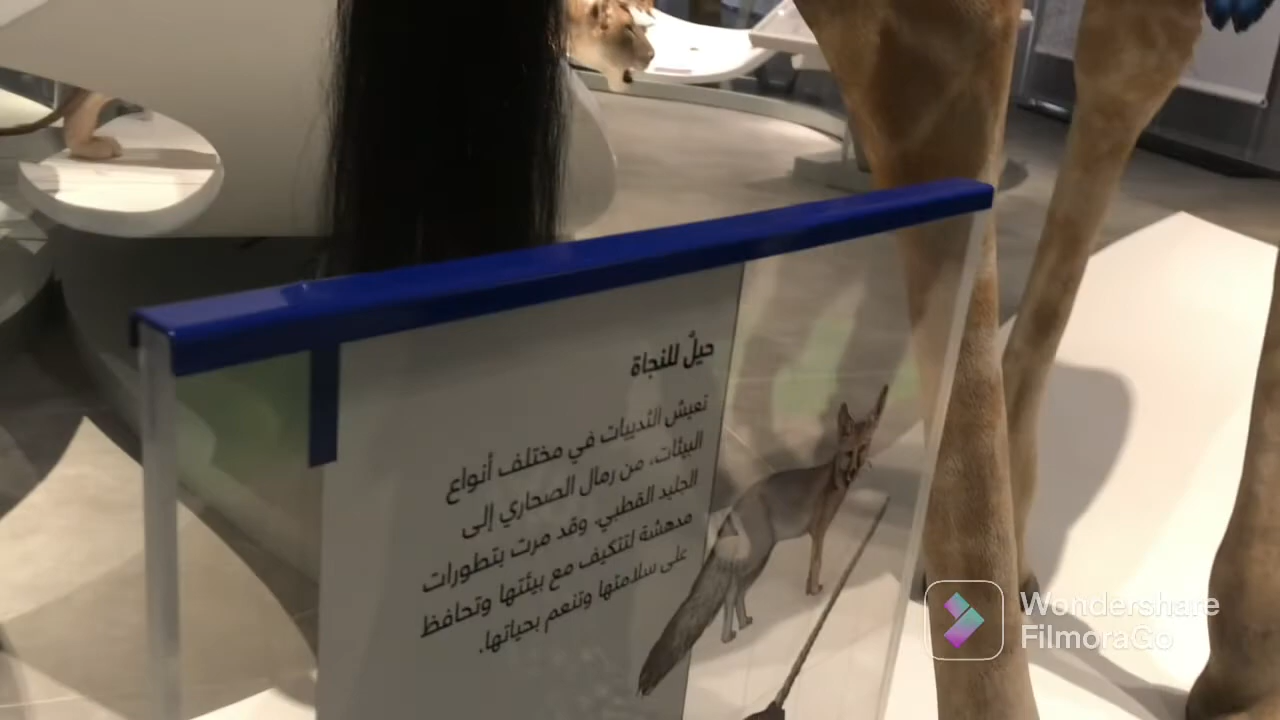 حيلٌ للنجاة
تعيش الثدييات في مختلف أنواع
البيئات، من رمال الصحاري إلى
الجليد القطبي، وقد مرت بتطورات
مدهشة لتتكيف مع بيئتها وتحافظ
على سلامتها وتنعم بحياتها.
Wondershare
FilmoraGo